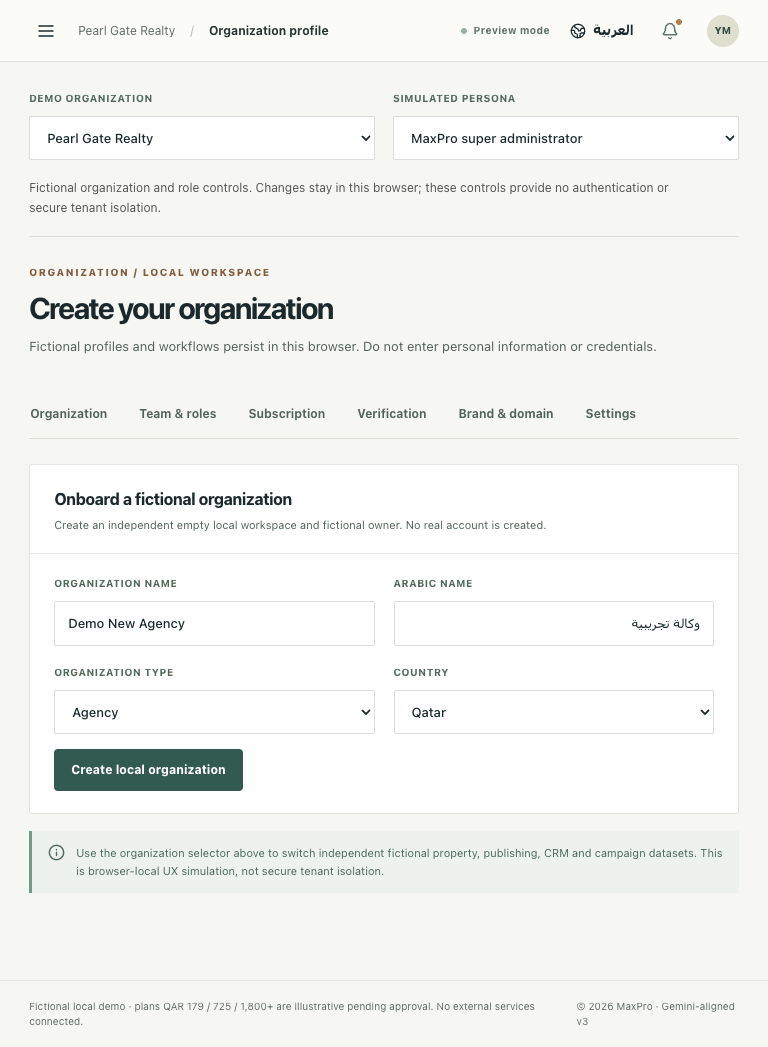 Pearl Gate Realty / Organization profile
Preview mode
العربية
YM
DEMO ORGANIZATION
Pearl Gate Realty
SIMULATED PERSONA
MaxPro super administrator
Fictional organization and role controls. Changes stay in this browser; these controls provide no authentication or
secure tenant isolation.
ORGANIZATION / LOCAL WORKSPACE
Create your organization
Fictional profiles and workflows persist in this browser. Do not enter personal information or credentials.
Organization
Team & roles
Subscription
Verification
Brand & domain
Settings
Onboard a fictional organization
Create an independent empty local workspace and fictional owner. No real account is created.
ORGANIZATION NAME
Demo New Agency
ARABIC NAME
وكالة تجريبية
ORGANIZATION TYPE
Agency
COUNTRY
Qatar
Create local organization
Use the organization selector above to switch independent fictional property, publishing, CRM and campaign datasets. This
is browser-local UX simulation, not secure tenant isolation.
Fictional local demo · plans QAR 179 / 725 / 1,800+ are illustrative pending approval. No external services
connected.
© 2026 MaxPro · Gemini-aligned
v3